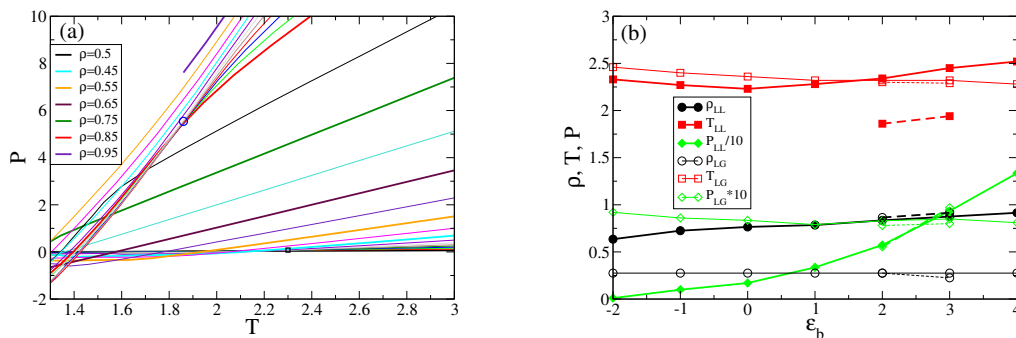 (a)
10
8
6
4
2
0
-2
P
ρ=0.5
ρ=0.45
ρ=0.55
ρ=0.65
ρ=0.75
ρ=0.85
ρ=0.95
1.4 1.6 1.8 2 2.2 2.4 2.6 2.8 3
T
(b)
3
2.5
2
1.5
1
0.5
0
ρ, T, P
ρLL
TLL
PLL/10
ρLG
TLG
PLG*10
-2 -1 0 1 2 3 4
εb